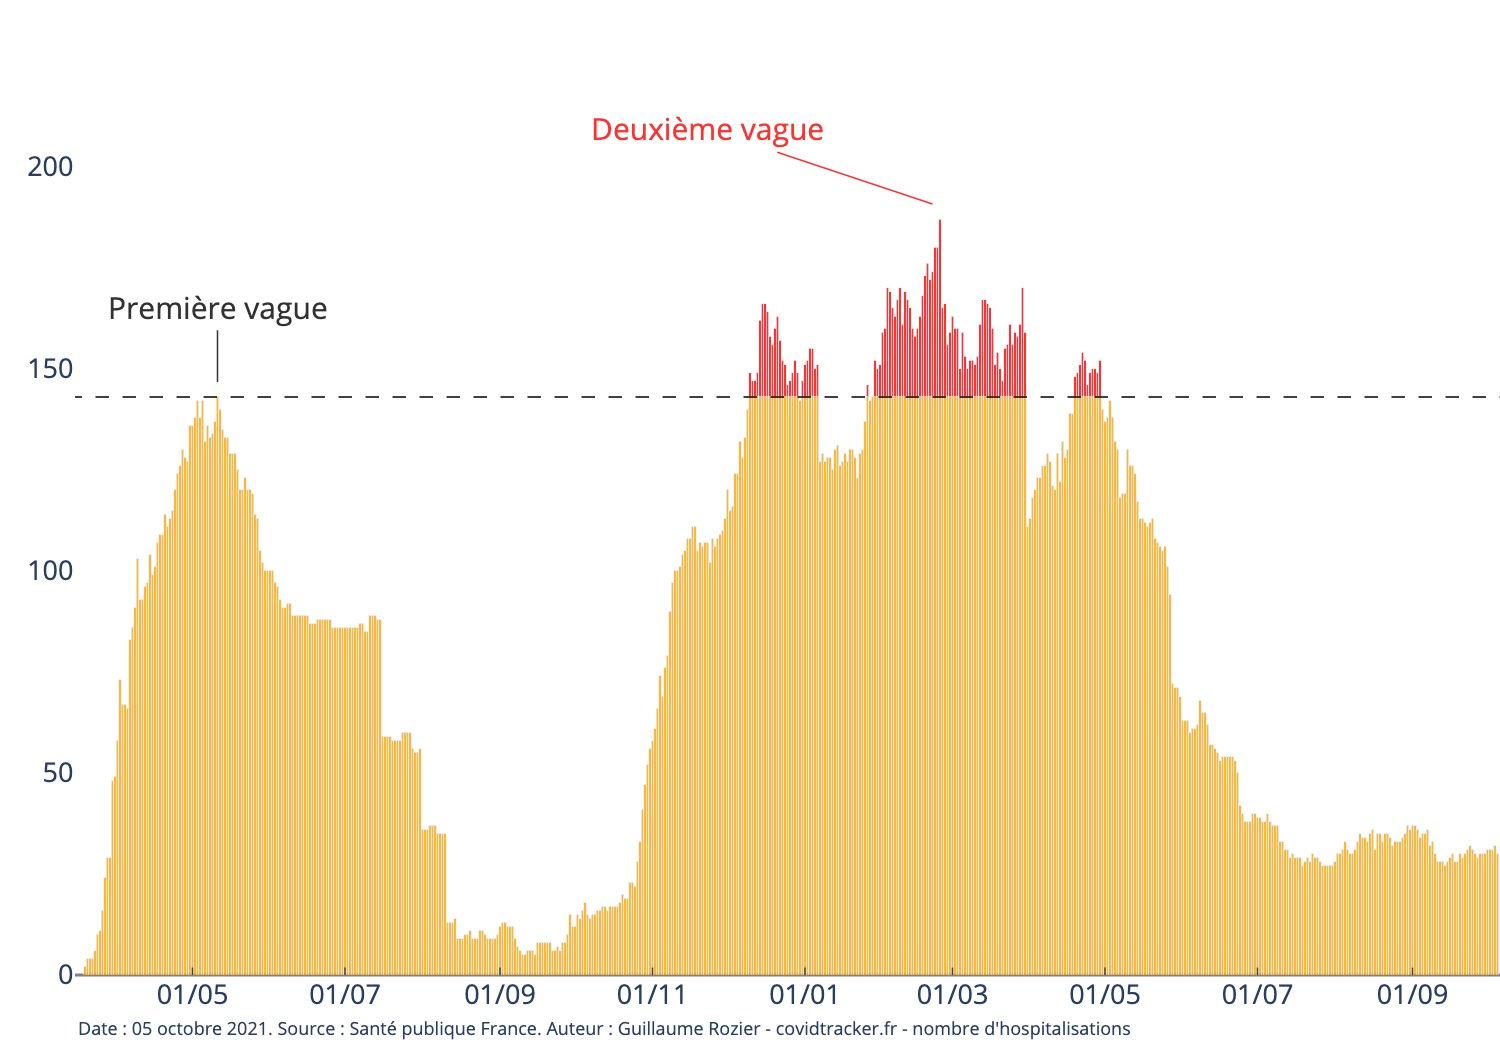 Deuxième vague
200
Première vague
150
100
50
0
01/05 01/07 01/09 01/11 01/01 01/03 01/05 01/07 01/09
Date : 05 octobre 2021. Source : Santé publique France. Auteur : Guillaume Rozier - covidtracker.fr - nombre d'hospitalisations